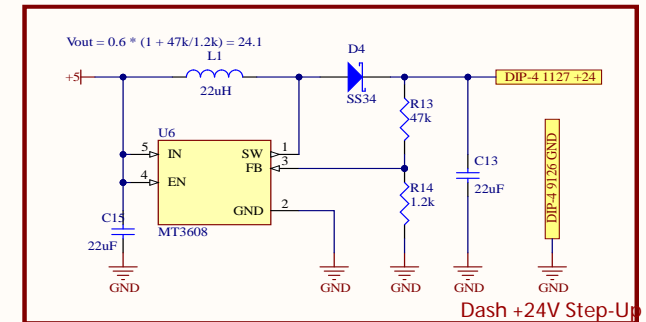 Vout = 0.6 * (1 + 47k/1.2k) = 24.1
L1
D4
+5
DIP-4 1127 +24
22uH
SS34
R13
47k
U6
5
IN
SW
1
FB
3
4
EN
GND
2
MT3608
R14
1.2k
C13
22uF
DIP-4 9126 GND
C15
22uF
GND
GND
GND
GND
GND
Dash +24V Step-Up